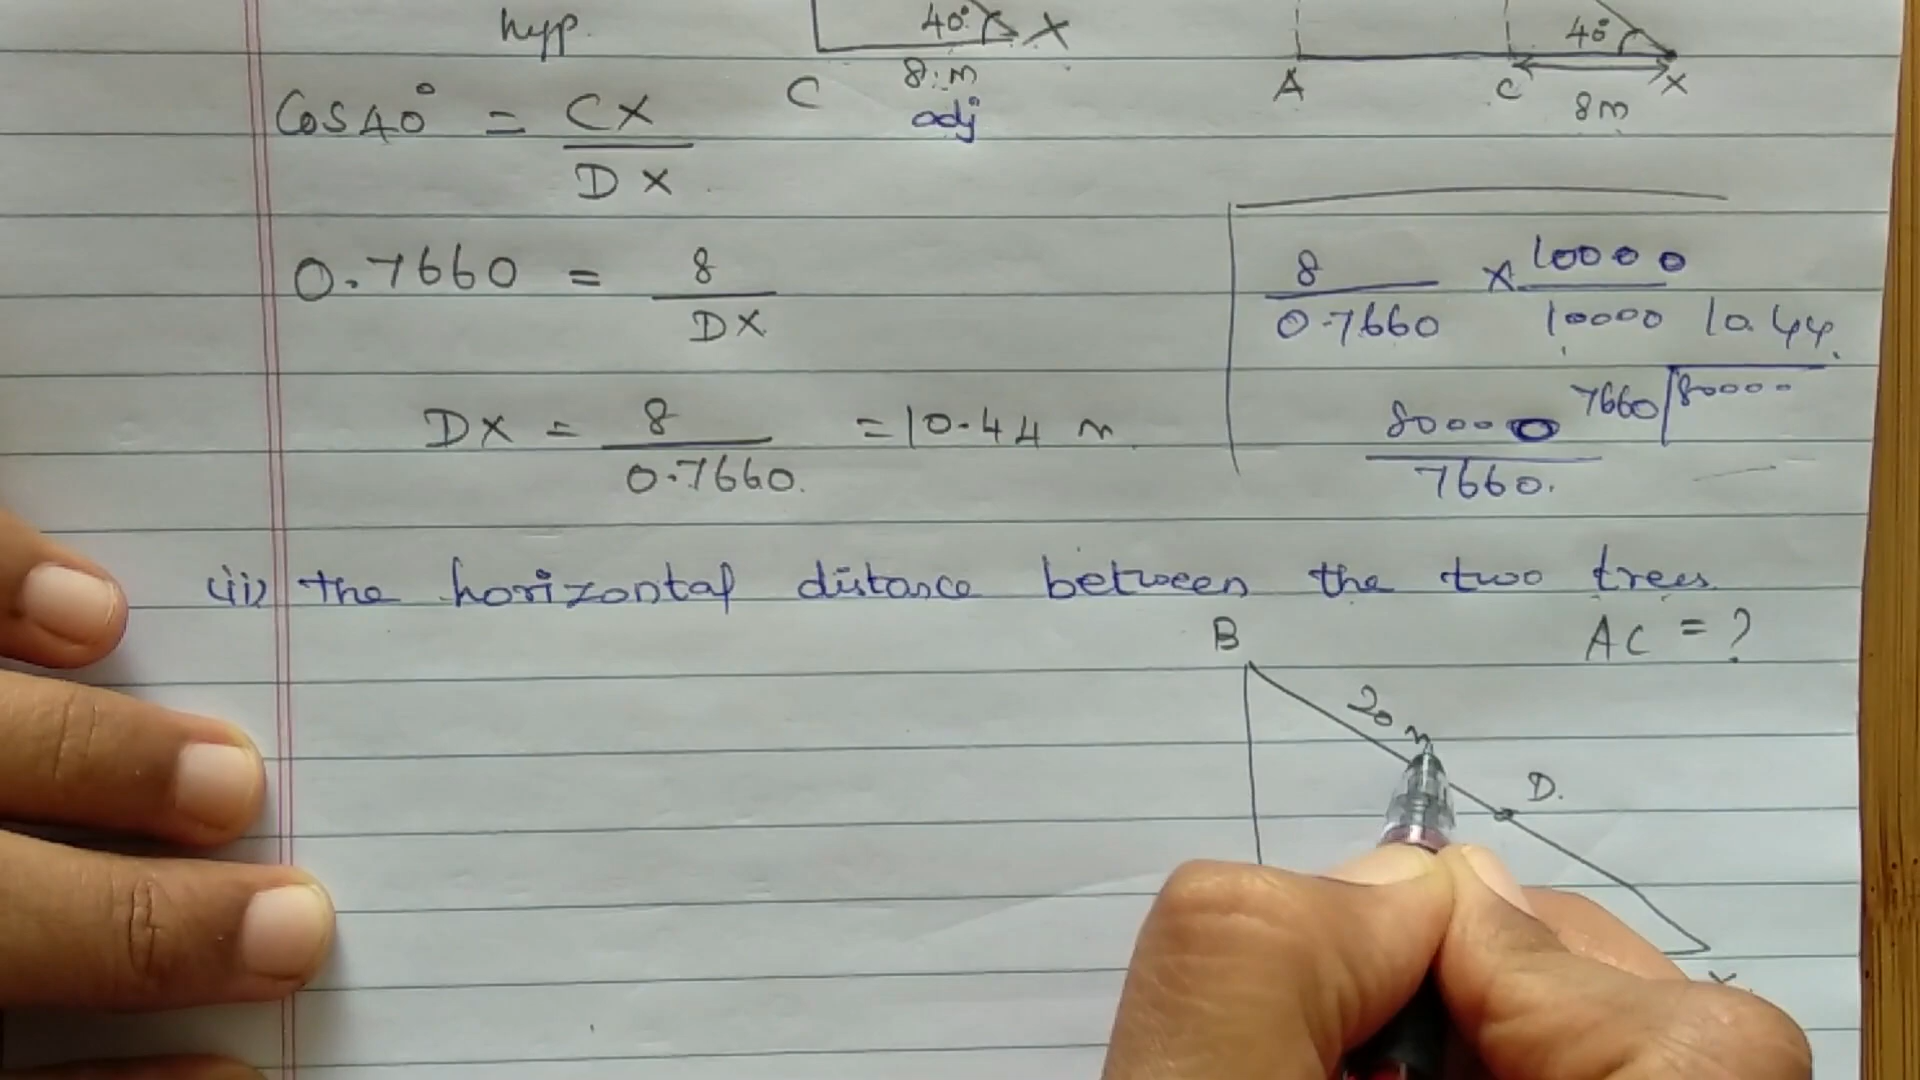 hyp.
40° X
8 m
C
adj
40°
A C X
8m
Cos40° = CX / DX
0.7660 = 8 / DX
DX = 8 / 0.7660. = 10.44 m
8 / 0.7660 × 10000 / 10000
10.44
7660 80000
80000 / 7660.
(ii) the horizontal distance between the two trees
AC = ?
B
20 m
D.